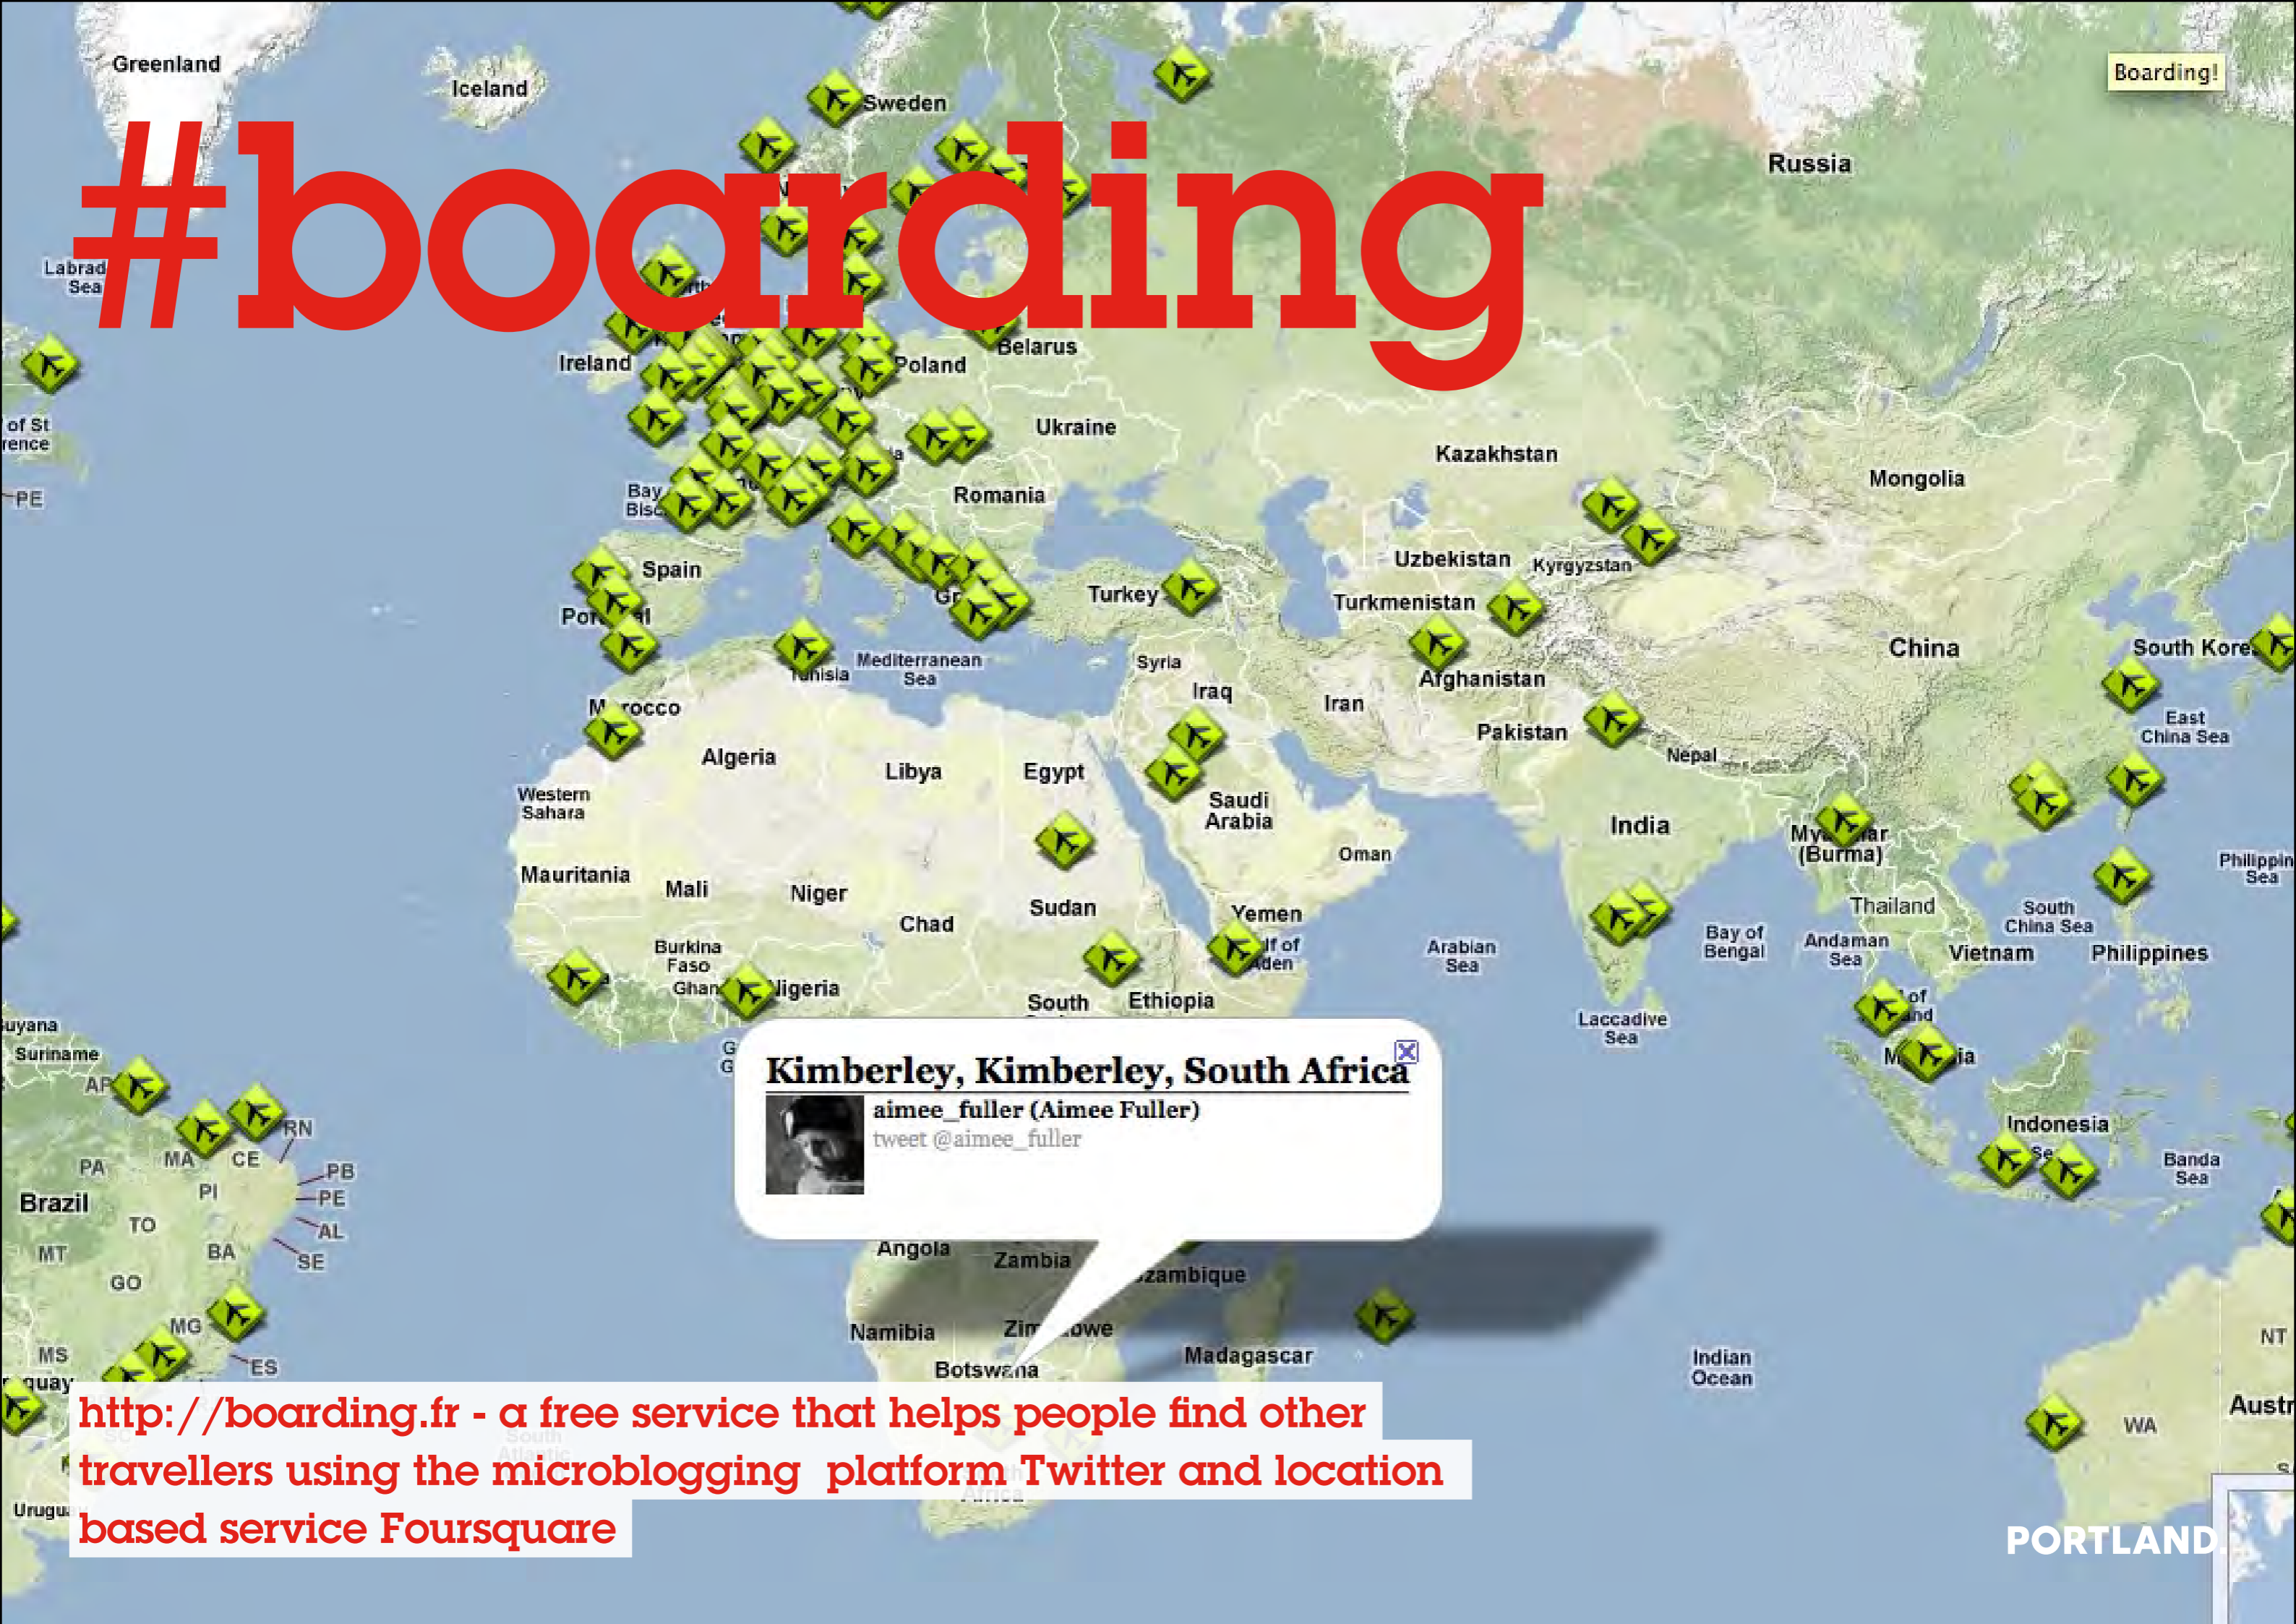 Greenland
Iceland
Boarding!
Sweden
#boarding
Russia
Sea
Ireland
Belarus
Poland
of St
Ukraine
Kazakhstan
Mongolia
PE
Bay
Romania
Uzbekistan
Kyrgyzstan
Spain
Turkey
Turkmenistan
China
South
Mediterranean
Sea
Syria
Afghanistan
Iraq
Iran
Pakistan
East
China Sea
Nepal
Algeria
Libya
Egypt
Western
Sahara
Saudi
Arabia
India
(Burma)
Oman
Mauritania
Mali
Niger
Sea
Chad
Sudan
Yemen
Thailand
South
China Sea
Burkina
Faso
Bay of
Bengal
Andaman
Sea
Arabian
Sea
Vietnam
Philippines
South
Ethiopia
Laccadive
Sea
Suriname
Kimberley, Kimberley, South Africa
aimee_fuller (Aimee Fuller)
tweet @aimee_fuller
Indonesia
RN
MA
CE
PA
PB
PI
PE
Brazil
TO
AL
BA
MT
SE
GO
Banda
Sea
Angola
Zambia
MG
Namibia
Madagascar
Botswana
MS
ES
Indian
Ocean
NT
WA
http://boarding.fr - a free service that helps people find other
travellers using the microblogging platform Twitter and location
based service Foursquare
PORTLAND.